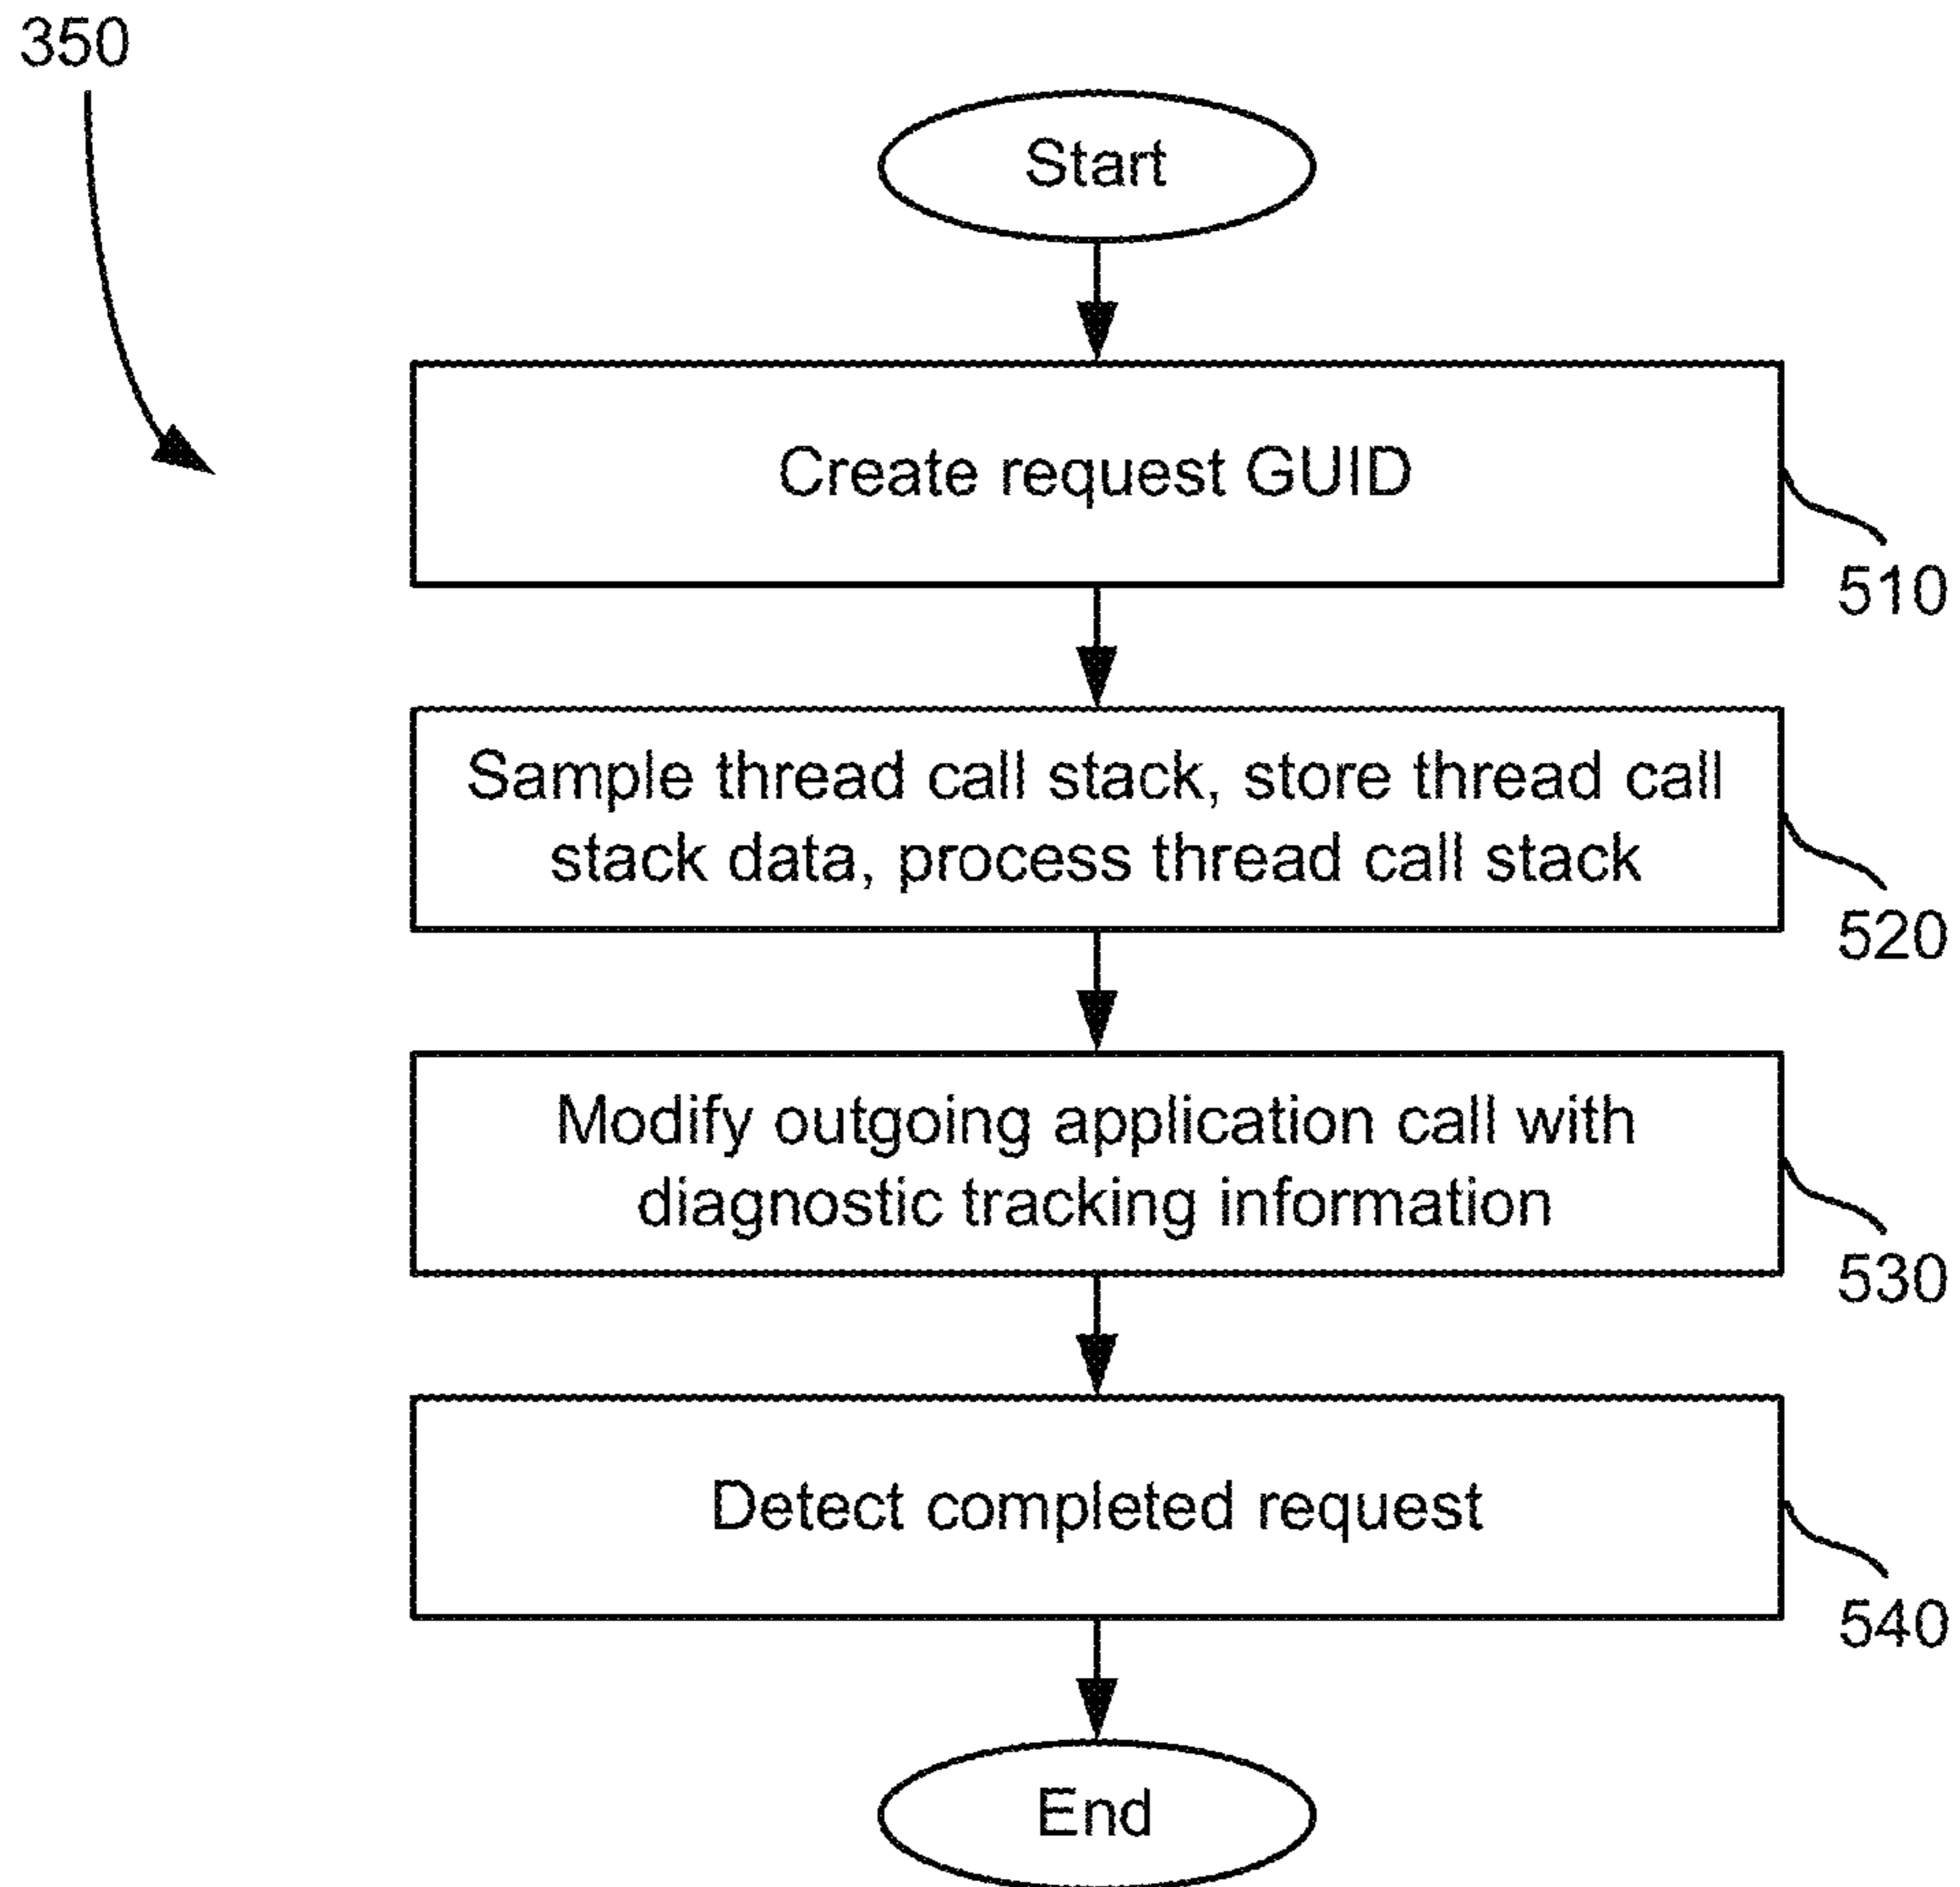 350
Start
Create request GUID
510
Sample thread call stack, store thread call
stack data, process thread call stack
520
Modify outgoing application call with
diagnostic tracking information
530
Detect completed request
540
End